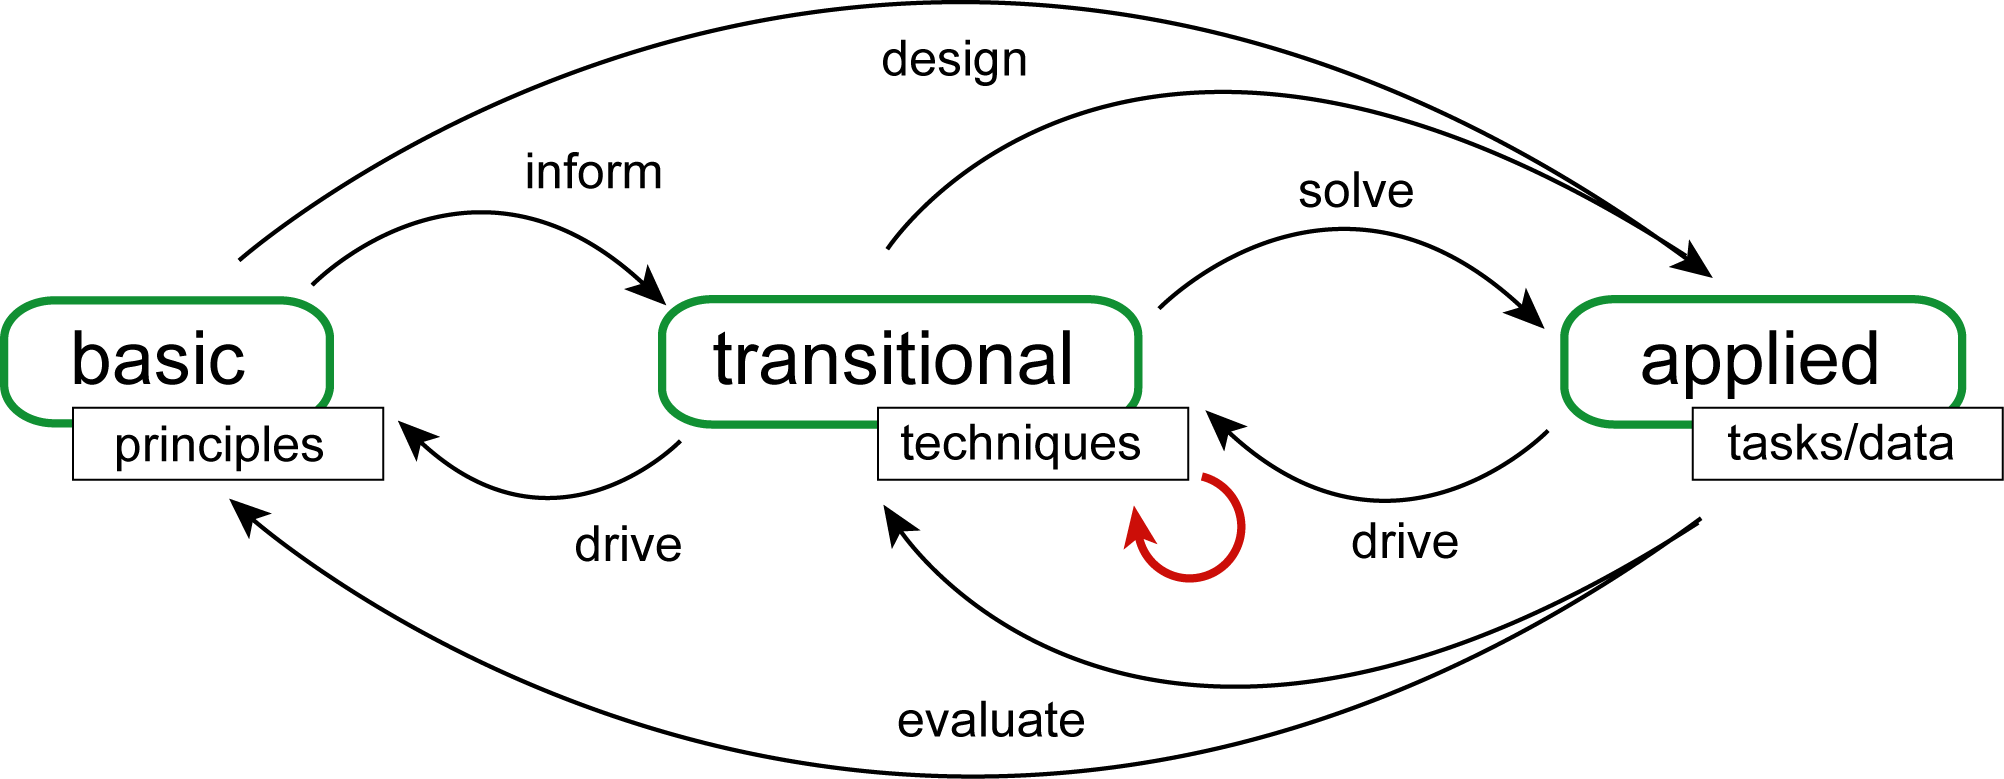 design
inform
solve
basic
transitional
applied
principles
techniques
tasks/data
drive
drive
evaluate